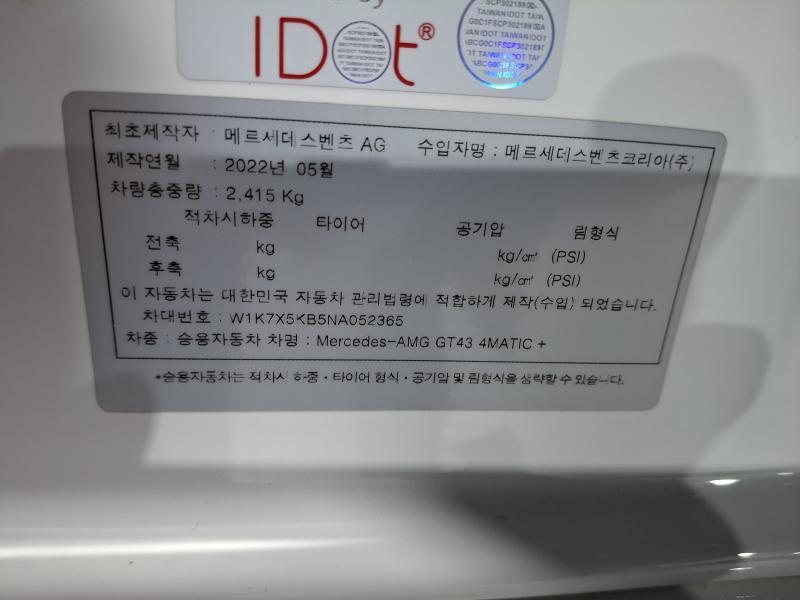 IDot®
TAIWAN IDOT TAIW
TAIWAN IDOT
최초제작자 : 메르세데스벤츠 AG 수입자명 : 메르세데스벤츠코리아(주)
제작연월 : 2022년 05월
차량총중량 : 2,415 Kg
적차시하중 타이어 공기압 림형식
전축 kg kg/㎠ (PSI)
후축 kg kg/㎠ (PSI)
이 자동차는 대한민국 자동차 관리법령에 적합하게 제작(수입) 되었습니다.
차대번호 : W1K7X5KB5NA052365
차종 : 승용자동차 차명 : Mercedes-AMG GT43 4MATIC +
*승용자동차는 적차시 하중·타이어 형식·공기압 및 림형식을 생략할 수 있습니다.